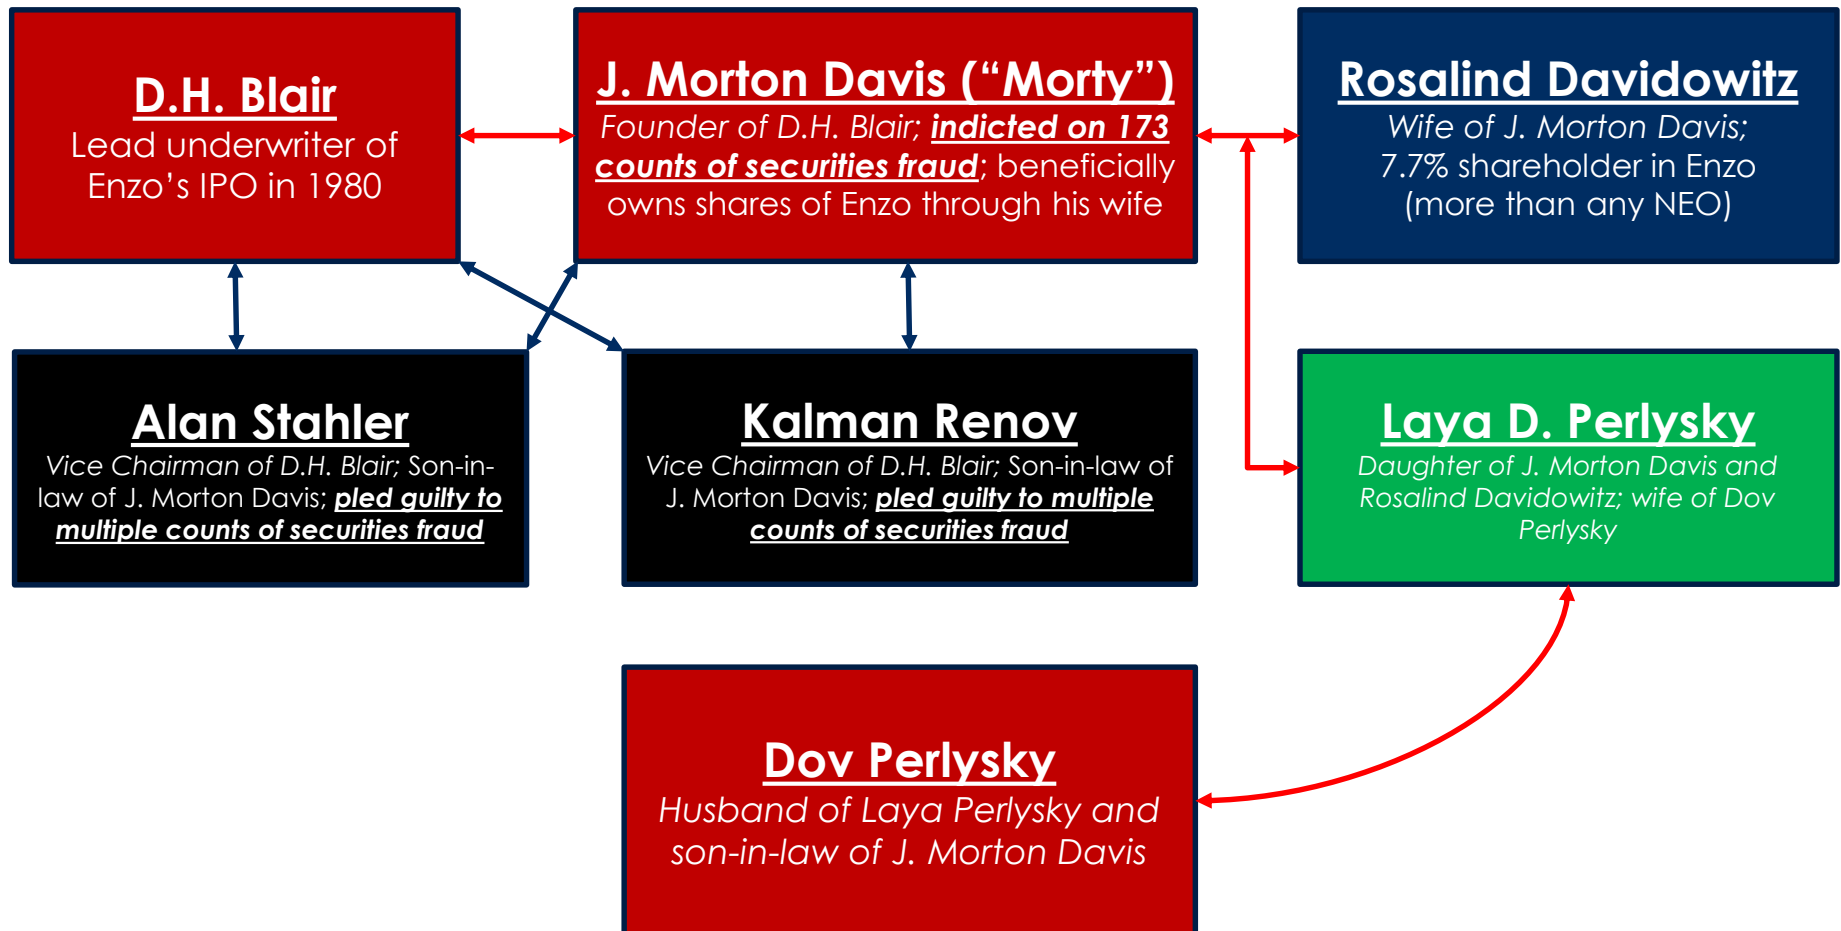 D.H. Blair
Lead underwriter of
Enzo’s IPO in 1980
J. Morton Davis (“Morty”)
Founder of D.H. Blair; indicted on 173
counts of securities fraud; beneficially
owns shares of Enzo through his wife
Rosalind Davidowitz
Wife of J. Morton Davis;
7.7% shareholder in Enzo
(more than any NEO)
Alan Stahler
Vice Chairman of D.H. Blair; Son-in-
law of J. Morton Davis; pled guilty to
multiple counts of securities fraud
Kalman Renov
Vice Chairman of D.H. Blair; Son-in-law of
J. Morton Davis; pled guilty to multiple
counts of securities fraud
Laya D. Perlysky
Daughter of J. Morton Davis and
Rosalind Davidowitz; wife of Dov
Perlysky
Dov Perlysky
Husband of Laya Perlysky and
son-in-law of J. Morton Davis